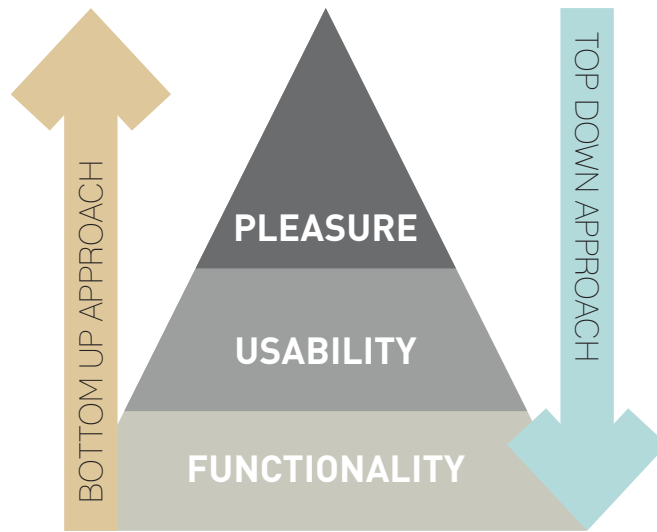 BOTTOM UP APPROACH
PLEASURE
USABILITY
FUNCTIONALITY
TOP DOWN APPROACH